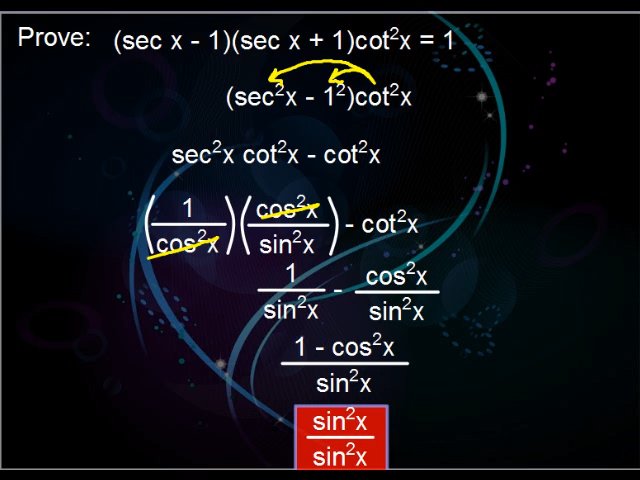 Prove: (sec x - 1)(sec x + 1)cot²x = 1
(sec²x - 1²)cot²x
sec²x cot²x - cot²x
(1/cos²x)(cos²x/sin²x) - cot²x
1/sin²x - cos²x/sin²x
1 - cos²x
sin²x
sin²x
sin²x